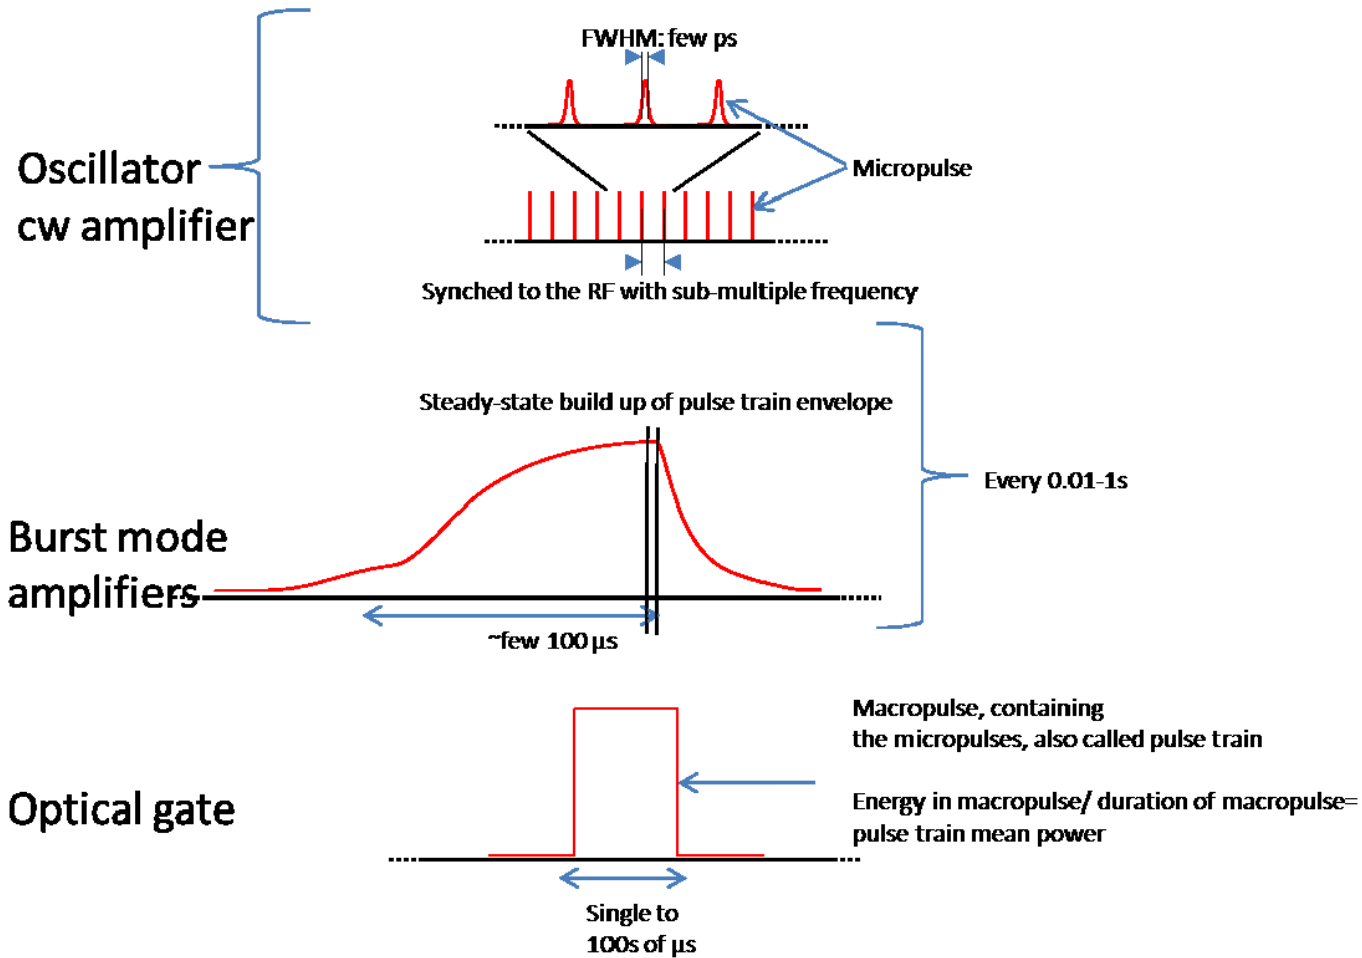 FWHM: few ps
Oscillator
cw amplifier
Micropulse
Synched to the RF with sub-multiple frequency
Steady-state build up of pulse train envelope
Every 0.01-1s
Burst mode
amplifiers
~few 100 µs
Macropulse, containing
the micropulses, also called pulse train
Optical gate
Energy in macropulse/ duration of macropulse=
pulse train mean power
Single to
100s of µs